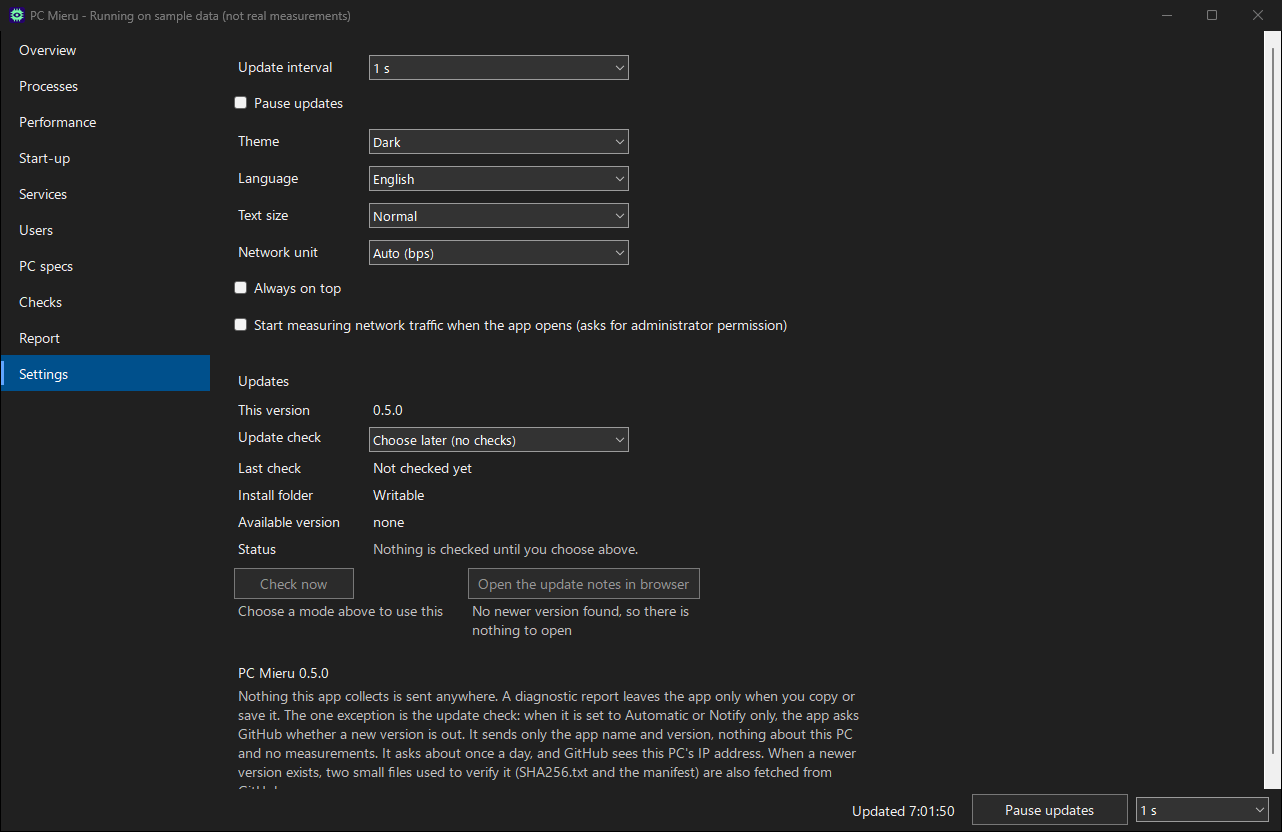 PC Mieru - Running on sample data (not real measurements)
Overview
Processes
Performance
Start-up
Services
Users
PC specs
Checks
Report
Settings
Update interval
1 s
Pause updates
Theme
Dark
Language
English
Text size
Normal
Network unit
Auto (bps)
Always on top
Start measuring network traffic when the app opens (asks for administrator permission)
Updates
This version
0.5.0
Update check
Choose later (no checks)
Last check
Not checked yet
Install folder
Writable
Available version
none
Status
Nothing is checked until you choose above.
Check now
Open the update notes in browser
Choose a mode above to use this
No newer version found, so there is
nothing to open
PC Mieru 0.5.0
Nothing this app collects is sent anywhere. A diagnostic report leaves the app only when you copy or
save it. The one exception is the update check: when it is set to Automatic or Notify only, the app asks
GitHub whether a new version is out. It sends only the app name and version, nothing about this PC
and no measurements. It asks about once a day, and GitHub sees this PC's IP address. When a newer
version exists, two small files used to verify it (SHA256.txt and the manifest) are also fetched from
Updated 7:01:50
Pause updates
1 s